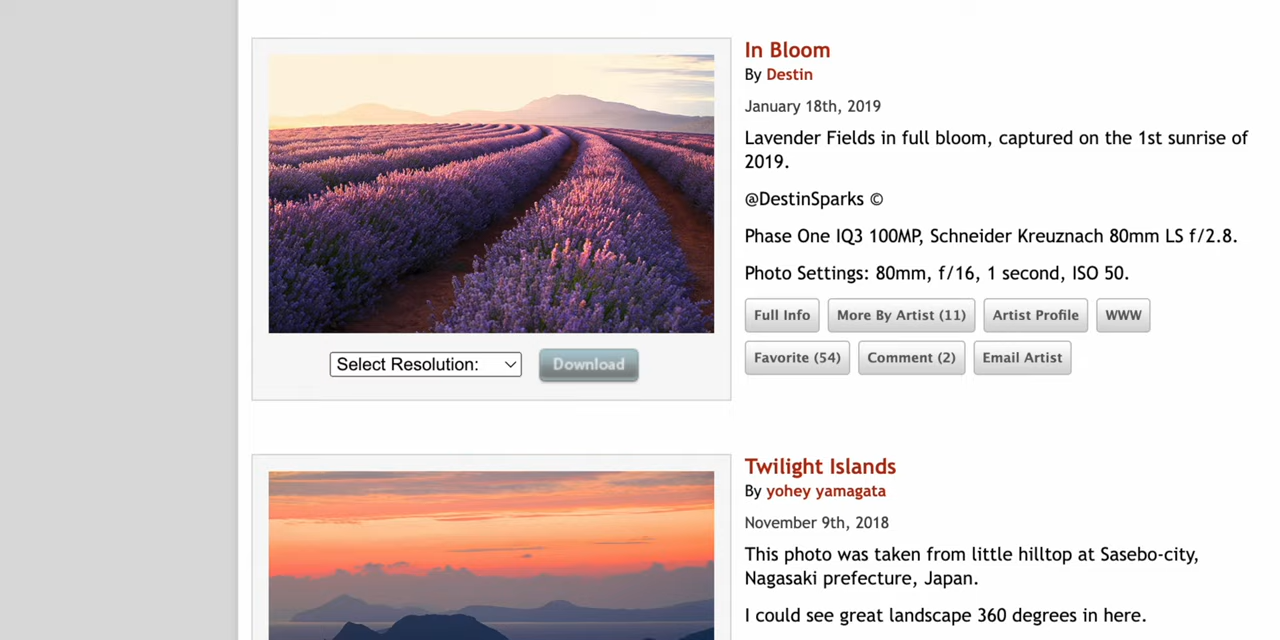 In Bloom
By Destin
January 18th, 2019
Lavender Fields in full bloom, captured on the 1st sunrise of
2019.
@DestinSparks ©
Phase One IQ3 100MP, Schneider Kreuznach 80mm LS f/2.8.
Photo Settings: 80mm, f/16, 1 second, ISO 50.
Full Info More By Artist (11) Artist Profile WWW
Favorite (54) Comment (2) Email Artist
Select Resolution: Download
Twilight Islands
By yohey yamagata
November 9th, 2018
This photo was taken from little hilltop at Sasebo-city,
Nagasaki prefecture, Japan.
I could see great landscape 360 degrees in here.